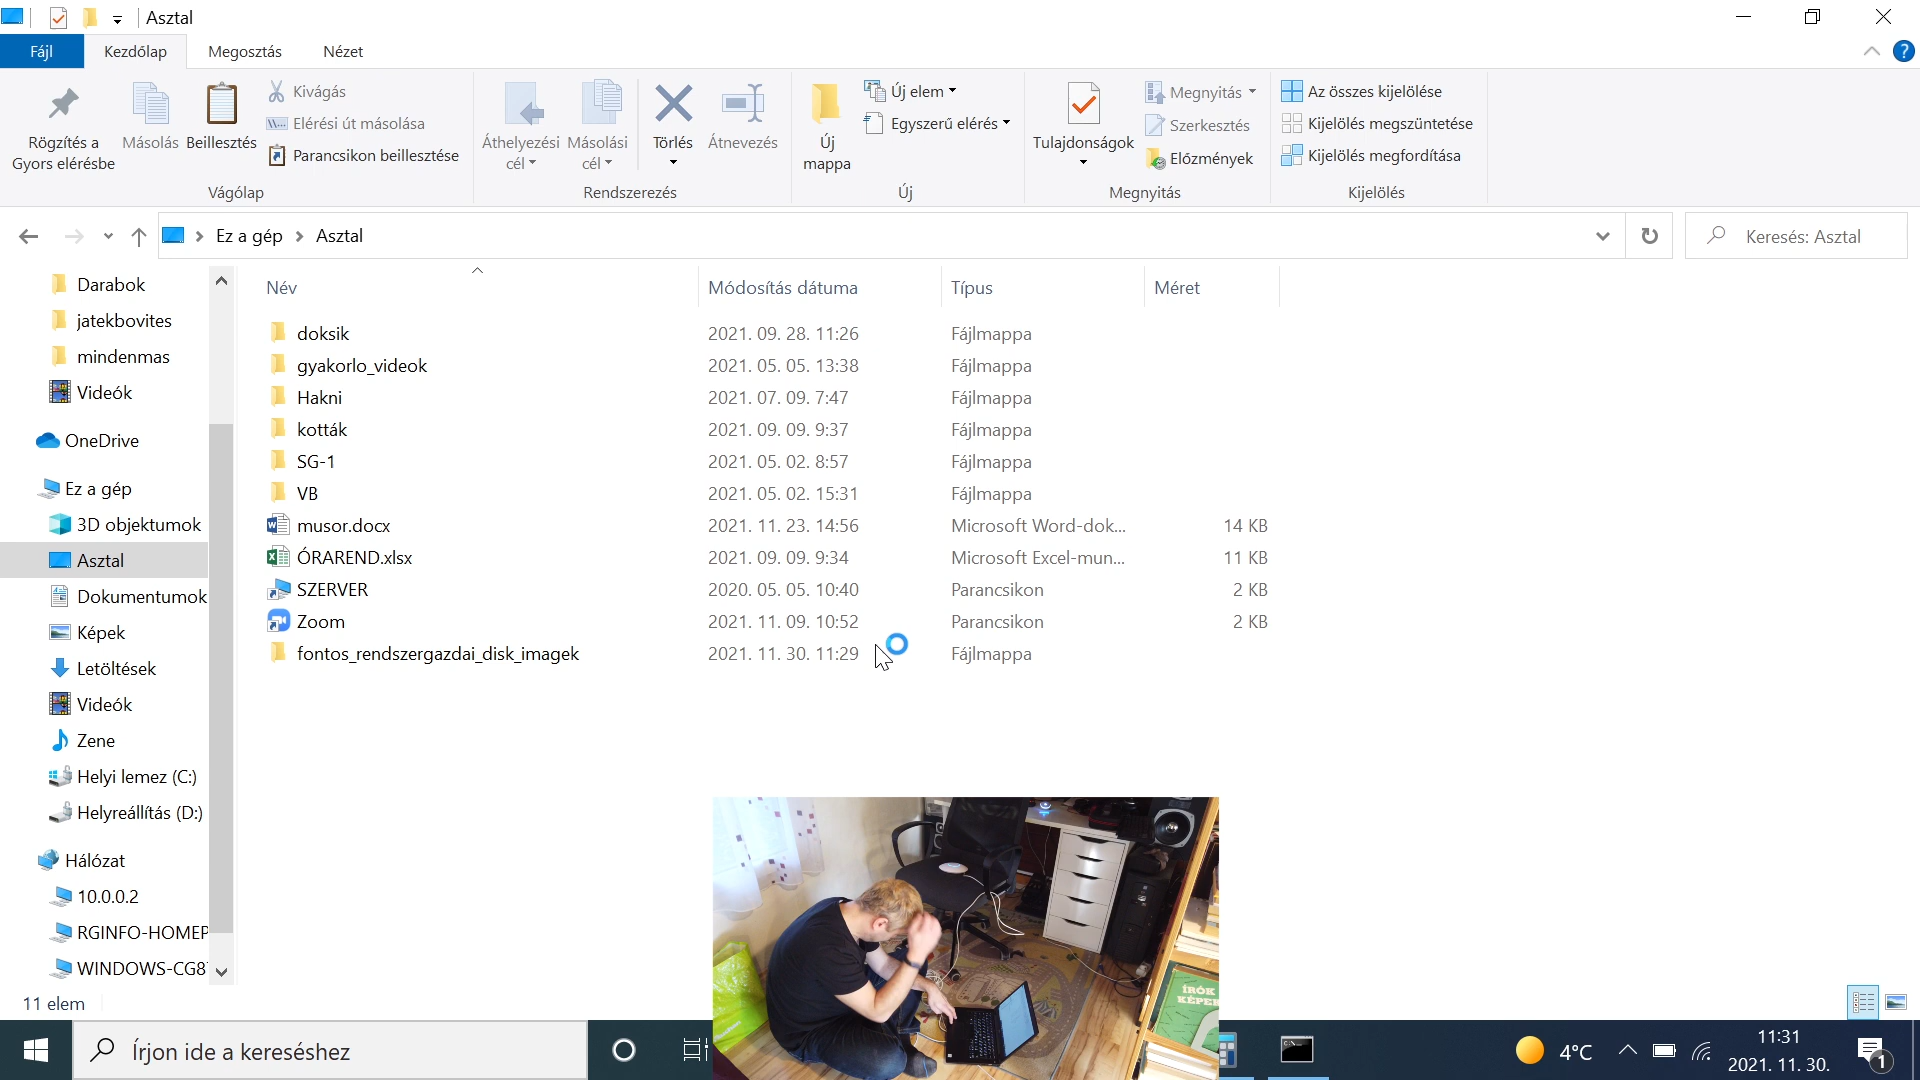 Asztal
Fájl Kezdőlap Megosztás Nézet
Rögzítés a Gyors elérésbe
Másolás
Beillesztés
Kivágás
Elérési út másolása
Parancsikon beillesztése
Vágólap
Áthelyezési cél
Másolási cél
Törlés
Átnevezés
Rendszerezés
Új mappa
Új elem
Egyszerű elérés
Új
Tulajdonságok
Megnyitás
Szerkesztés
Előzmények
Megnyitás
Az összes kijelölése
Kijelölés megszüntetése
Kijelölés megfordítása
Kijelölés
Ez a gép > Asztal
Keresés: Asztal
Darabok
jatekbovites
mindenmas
Videók
OneDrive
Ez a gép
3D objektumok
Asztal
Dokumentumok
Képek
Letöltések
Videók
Zene
Helyi lemez (C:)
Helyreállítás (D:)
Hálózat
10.0.0.2
RGINFO-HOMEP
WINDOWS-CG8
Név Módosítás dátuma Típus Méret
doksik 2021. 09. 28. 11:26 Fájlmappa
gyakorlo_videok 2021. 05. 05. 13:38 Fájlmappa
Hakni 2021. 07. 09. 7:47 Fájlmappa
kották 2021. 09. 09. 9:37 Fájlmappa
SG-1 2021. 05. 02. 8:57 Fájlmappa
VB 2021. 05. 02. 15:31 Fájlmappa
musor.docx 2021. 11. 23. 14:56 Microsoft Word-dok... 14 KB
ÓRAREND.xlsx 2021. 09. 09. 9:34 Microsoft Excel-mun... 11 KB
SZERVER 2020. 05. 05. 10:40 Parancsikon 2 KB
Zoom 2021. 11. 09. 10:52 Parancsikon 2 KB
fontos_rendszergazdai_disk_imagek 2021. 11. 30. 11:29 Fájlmappa
ÍRÓK
KÉPEK
11 elem
Írjon ide a kereséshez
4°C
11:31
2021. 11. 30.
1